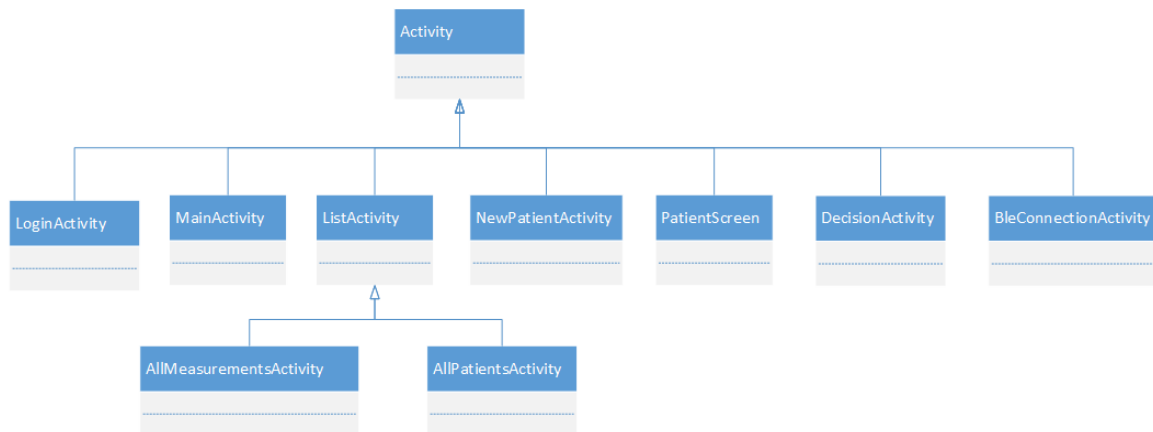 Activity
LoginActivity
MainActivity
ListActivity
NewPatientActivity
PatientScreen
DecisionActivity
BleConnectionActivity
AllMeasurementsActivity
AllPatientsActivity